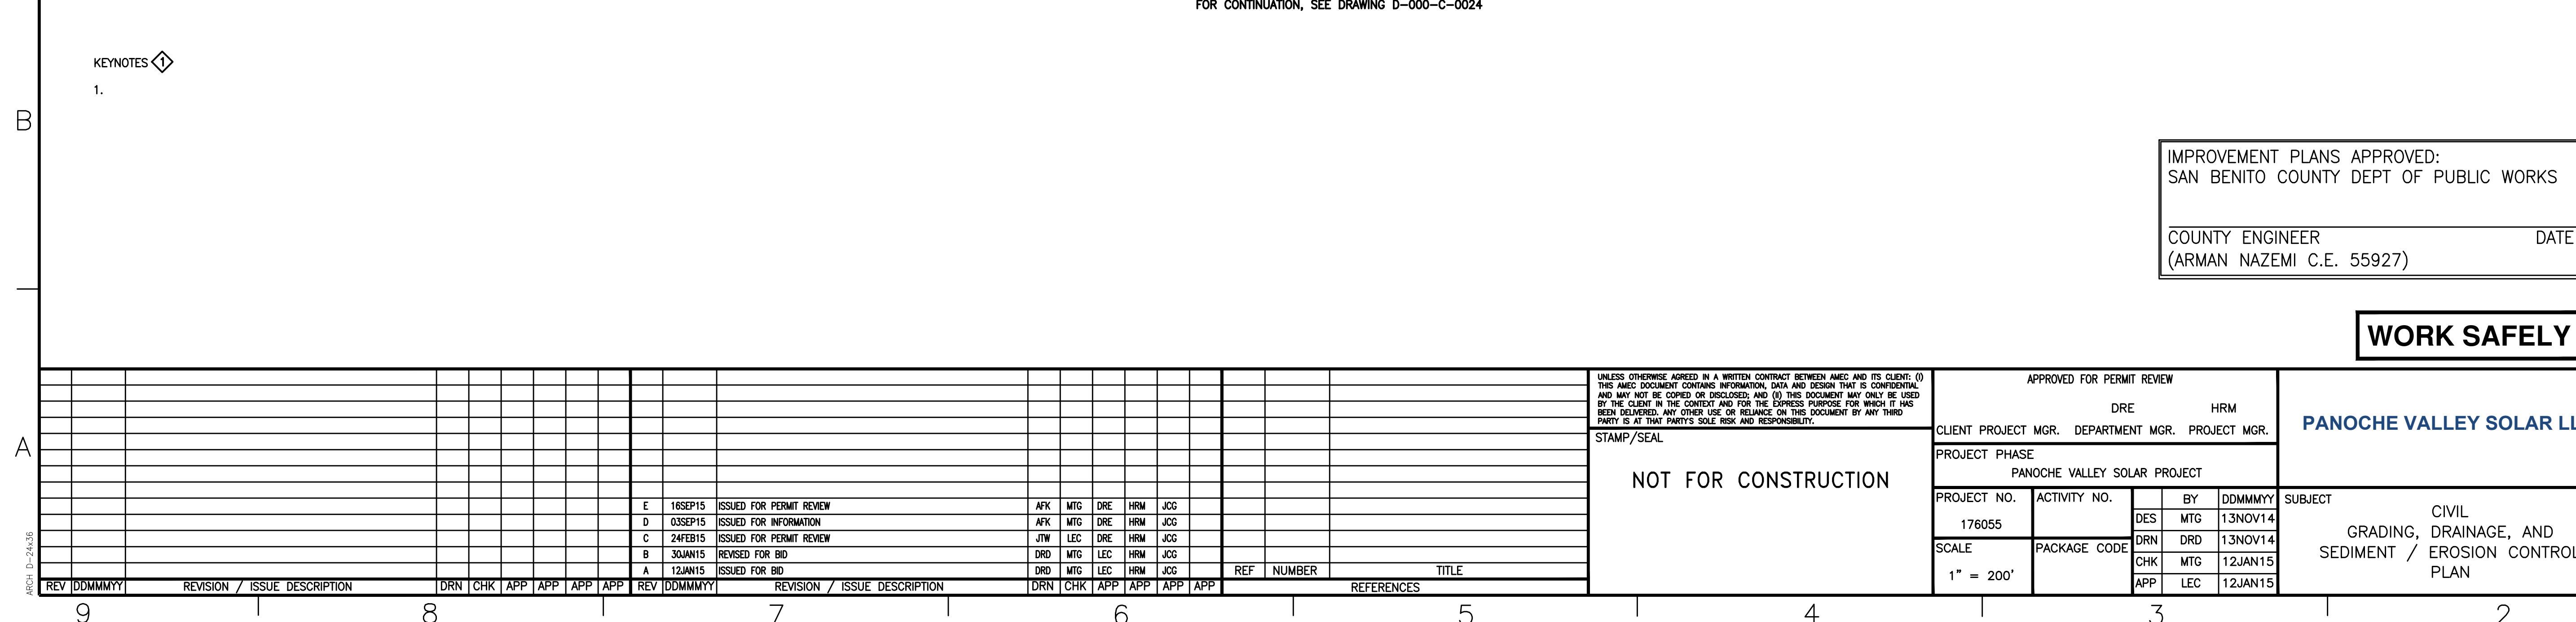 FOR CONTINUATION, SEE DRAWING D-000-C-0024
KEYNOTES 1
1.
B
IMPROVEMENT PLANS APPROVED:
SAN BENITO COUNTY DEPT OF PUBLIC WORKS
COUNTY ENGINEER DATE
(ARMAN NAZEMI C.E. 55927)
WORK SAFELY
A
ARCH D-24x36
E 16SEP15 ISSUED FOR PERMIT REVIEW AFK MTG DRE HRM JCG
D 03SEP15 ISSUED FOR INFORMATION AFK MTG DRE HRM JCG
C 24FEB15 ISSUED FOR PERMIT REVIEW JTW LEC DRE HRM JCG
B 30JAN15 REVISED FOR BID DRD MTG LEC HRM JCG
A 12JAN15 ISSUED FOR BID DRD MTG LEC HRM JCG
REV DDMMMYY REVISION / ISSUE DESCRIPTION DRN CHK APP APP APP APP REV DDMMMYY REVISION / ISSUE DESCRIPTION DRN CHK APP APP APP APP
REF NUMBER TITLE
REFERENCES
UNLESS OTHERWISE AGREED IN A WRITTEN CONTRACT BETWEEN AMEC AND ITS CLIENT: (I)
THIS AMEC DOCUMENT CONTAINS INFORMATION, DATA AND DESIGN THAT IS CONFIDENTIAL
AND MAY NOT BE COPIED OR DISCLOSED; AND (II) THIS DOCUMENT MAY ONLY BE USED
BY THE CLIENT IN THE CONTEXT AND FOR THE EXPRESS PURPOSE FOR WHICH IT HAS
BEEN DELIVERED. ANY OTHER USE OR RELIANCE ON THIS DOCUMENT BY ANY THIRD
PARTY IS AT THAT PARTY'S SOLE RISK AND RESPONSIBILITY.
STAMP/SEAL
NOT FOR CONSTRUCTION
APPROVED FOR PERMIT REVIEW
DRE HRM
CLIENT PROJECT MGR. DEPARTMENT MGR. PROJECT MGR.
PROJECT PHASE
PANOCHE VALLEY SOLAR PROJECT
PROJECT NO. ACTIVITY NO.
176055
SCALE PACKAGE CODE
1" = 200'
BY DDMMMYY
DES MTG 13NOV14
DRN DRD 13NOV14
CHK MTG 12JAN15
APP LEC 12JAN15
PANOCHE VALLEY SOLAR LL
SUBJECT
CIVIL
GRADING, DRAINAGE, AND
SEDIMENT / EROSION CONTROL
PLAN
9 8 7 6 5 4 3 2